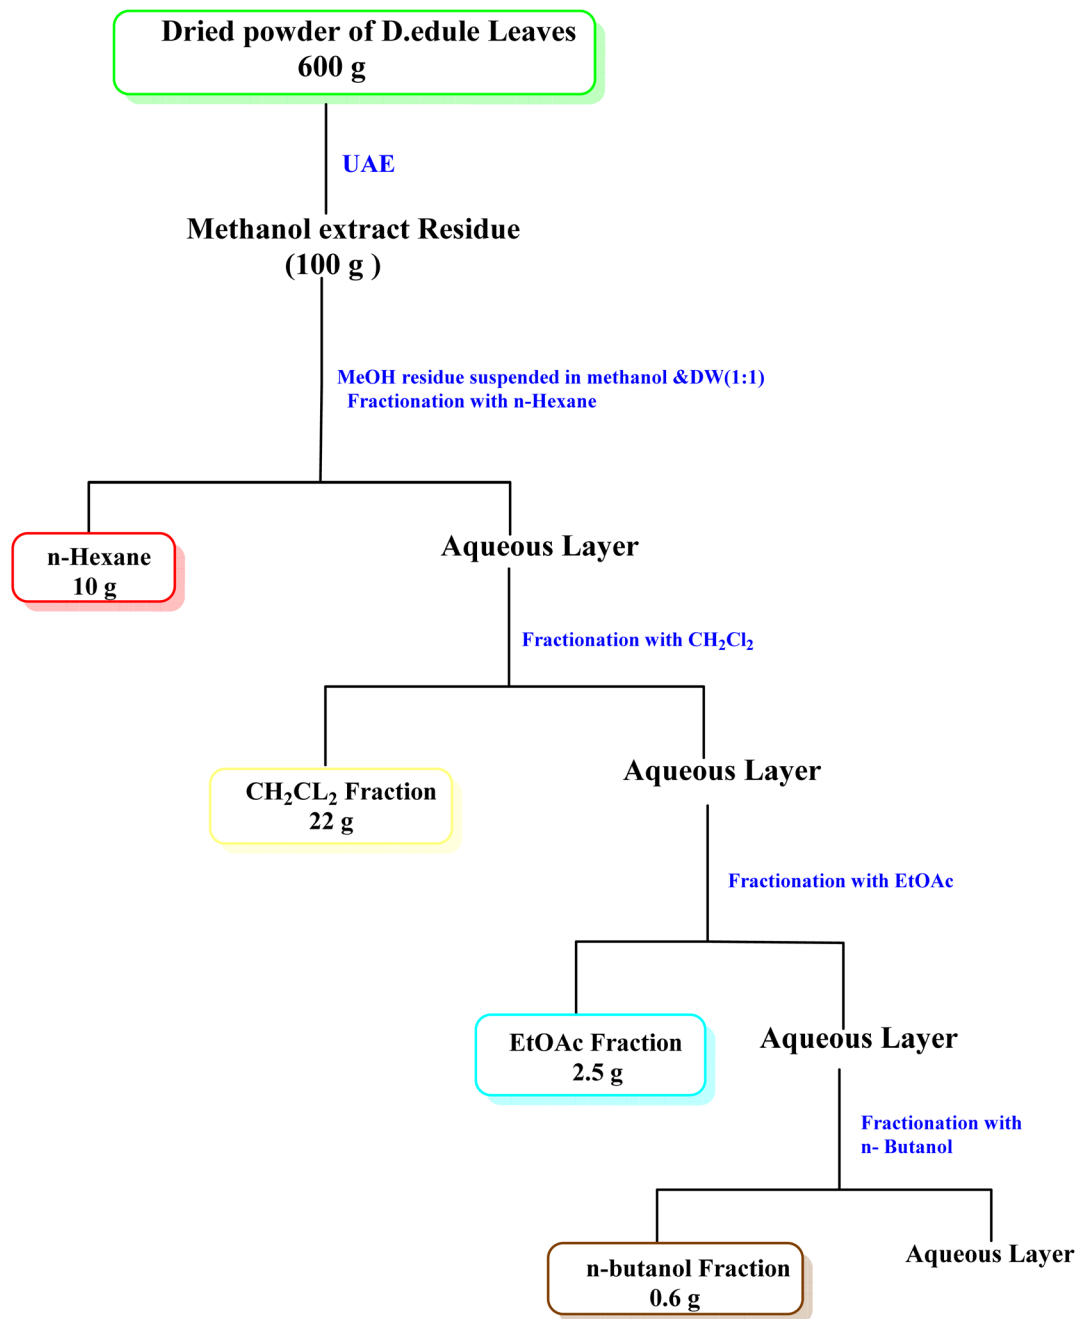 Dried powder of D.edule Leaves
600 g
UAE
Methanol extract Residue
(100 g )
MeOH residue suspended in methanol &DW(1:1)
Fractionation with n-Hexane
n-Hexane
10 g
Aqueous Layer
Fractionation with CH₂Cl₂
CH₂CL₂ Fraction
22 g
Aqueous Layer
Fractionation with EtOAc
EtOAc Fraction
2.5 g
Aqueous Layer
Fractionation with
n- Butanol
n-butanol Fraction
0.6 g
Aqueous Layer